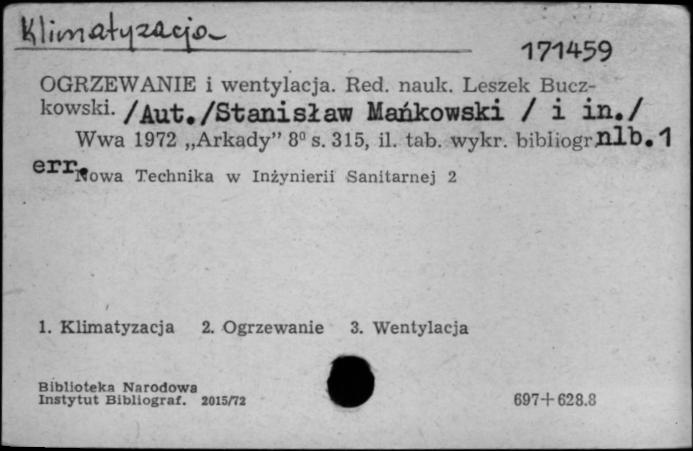 Klimatyzacja
171459
OGRZEWANIE i wentylacja. Red. nauk. Leszek Bucz-
kowski. /Aut./Stanisław Mańkowski / i in./
Wwa 1972 „Arkady” 8⁰ s. 315, il. tab. wykr. bibliogr. nlb.1
err.
Nowa Technika w Inżynierii Sanitarnej 2
1. Klimatyzacja 2. Ogrzewanie 3. Wentylacja
Biblioteka Narodowa
Instytut Bibliograf. 2015/72
697+628.8